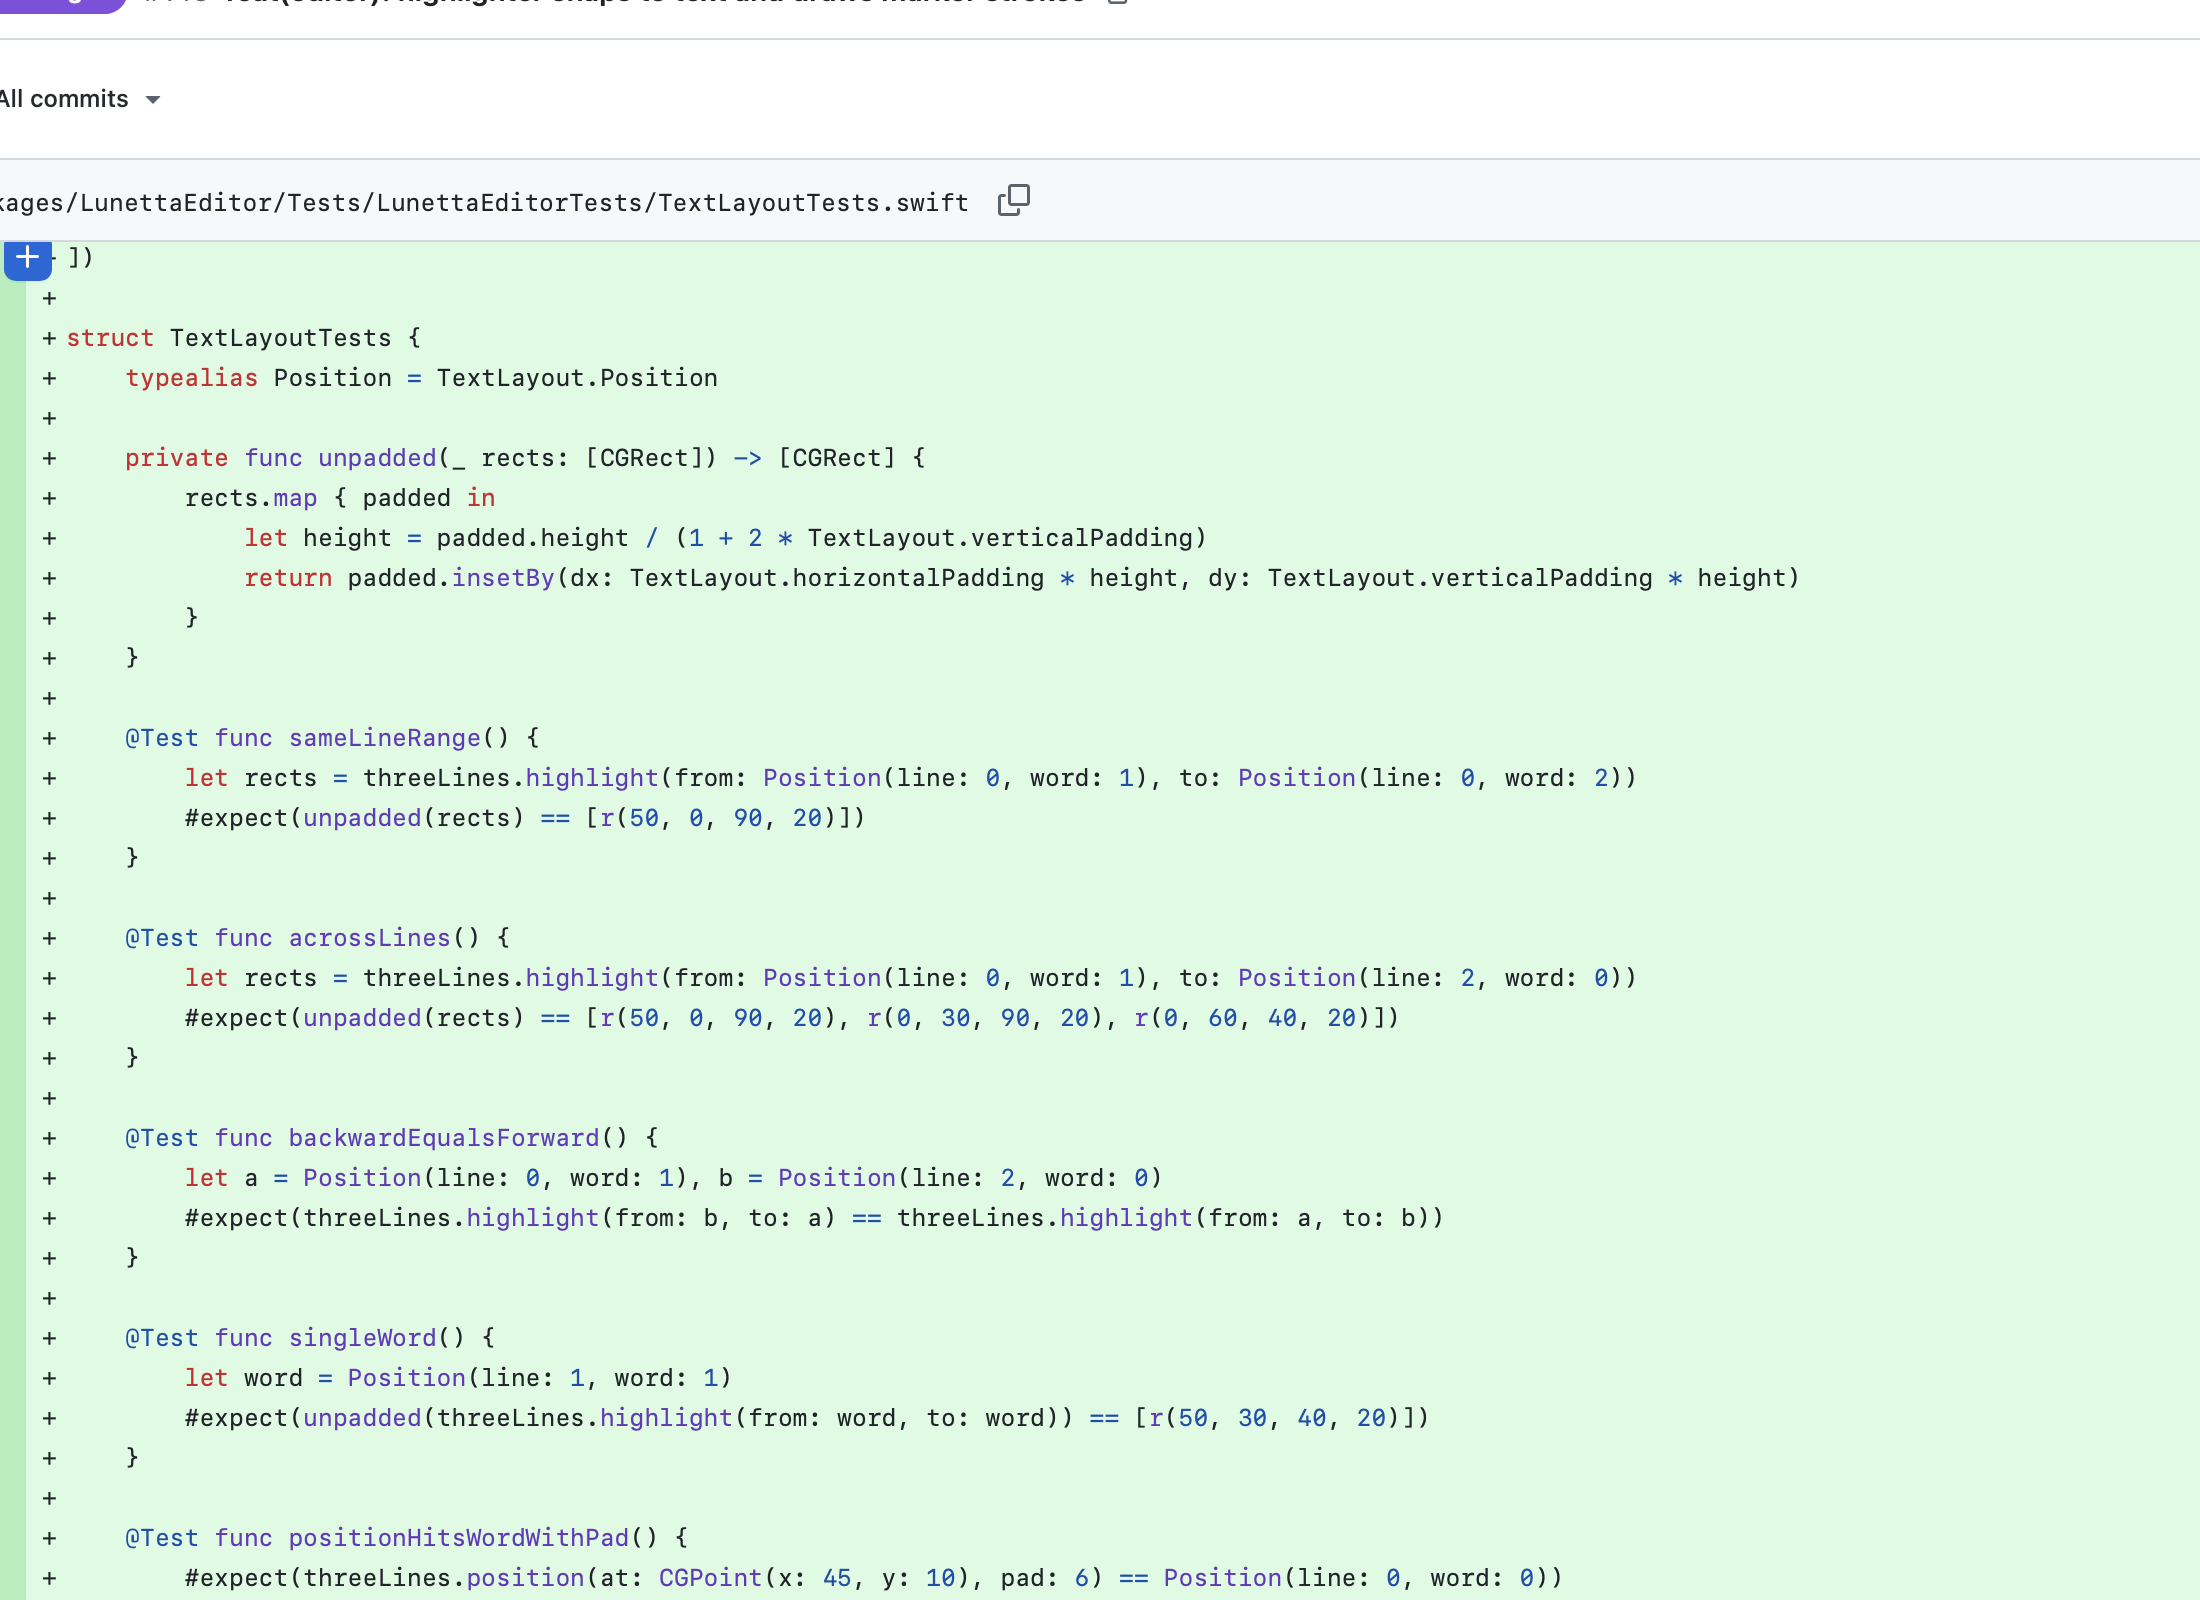 All commits
kages/LunettaEditor/Tests/LunettaEditorTests/TextLayoutTests.swift
])
+
+ struct TextLayoutTests {
+     typealias Position = TextLayout.Position
+
+     private func unpadded(_ rects: [CGRect]) -> [CGRect] {
+         rects.map { padded in
+             let height = padded.height / (1 + 2 * TextLayout.verticalPadding)
+             return padded.insetBy(dx: TextLayout.horizontalPadding * height, dy: TextLayout.verticalPadding * height)
+         }
+     }
+
+     @Test func sameLineRange() {
+         let rects = threeLines.highlight(from: Position(line: 0, word: 1), to: Position(line: 0, word: 2))
+         #expect(unpadded(rects) == [r(50, 0, 90, 20)])
+     }
+
+     @Test func acrossLines() {
+         let rects = threeLines.highlight(from: Position(line: 0, word: 1), to: Position(line: 2, word: 0))
+         #expect(unpadded(rects) == [r(50, 0, 90, 20), r(0, 30, 90, 20), r(0, 60, 40, 20)])
+     }
+
+     @Test func backwardEqualsForward() {
+         let a = Position(line: 0, word: 1), b = Position(line: 2, word: 0)
+         #expect(threeLines.highlight(from: b, to: a) == threeLines.highlight(from: a, to: b))
+     }
+
+     @Test func singleWord() {
+         let word = Position(line: 1, word: 1)
+         #expect(unpadded(threeLines.highlight(from: word, to: word)) == [r(50, 30, 40, 20)])
+     }
+
+     @Test func positionHitsWordWithPad() {
+         #expect(threeLines.position(at: CGPoint(x: 45, y: 10), pad: 6) == Position(line: 0, word: 0))